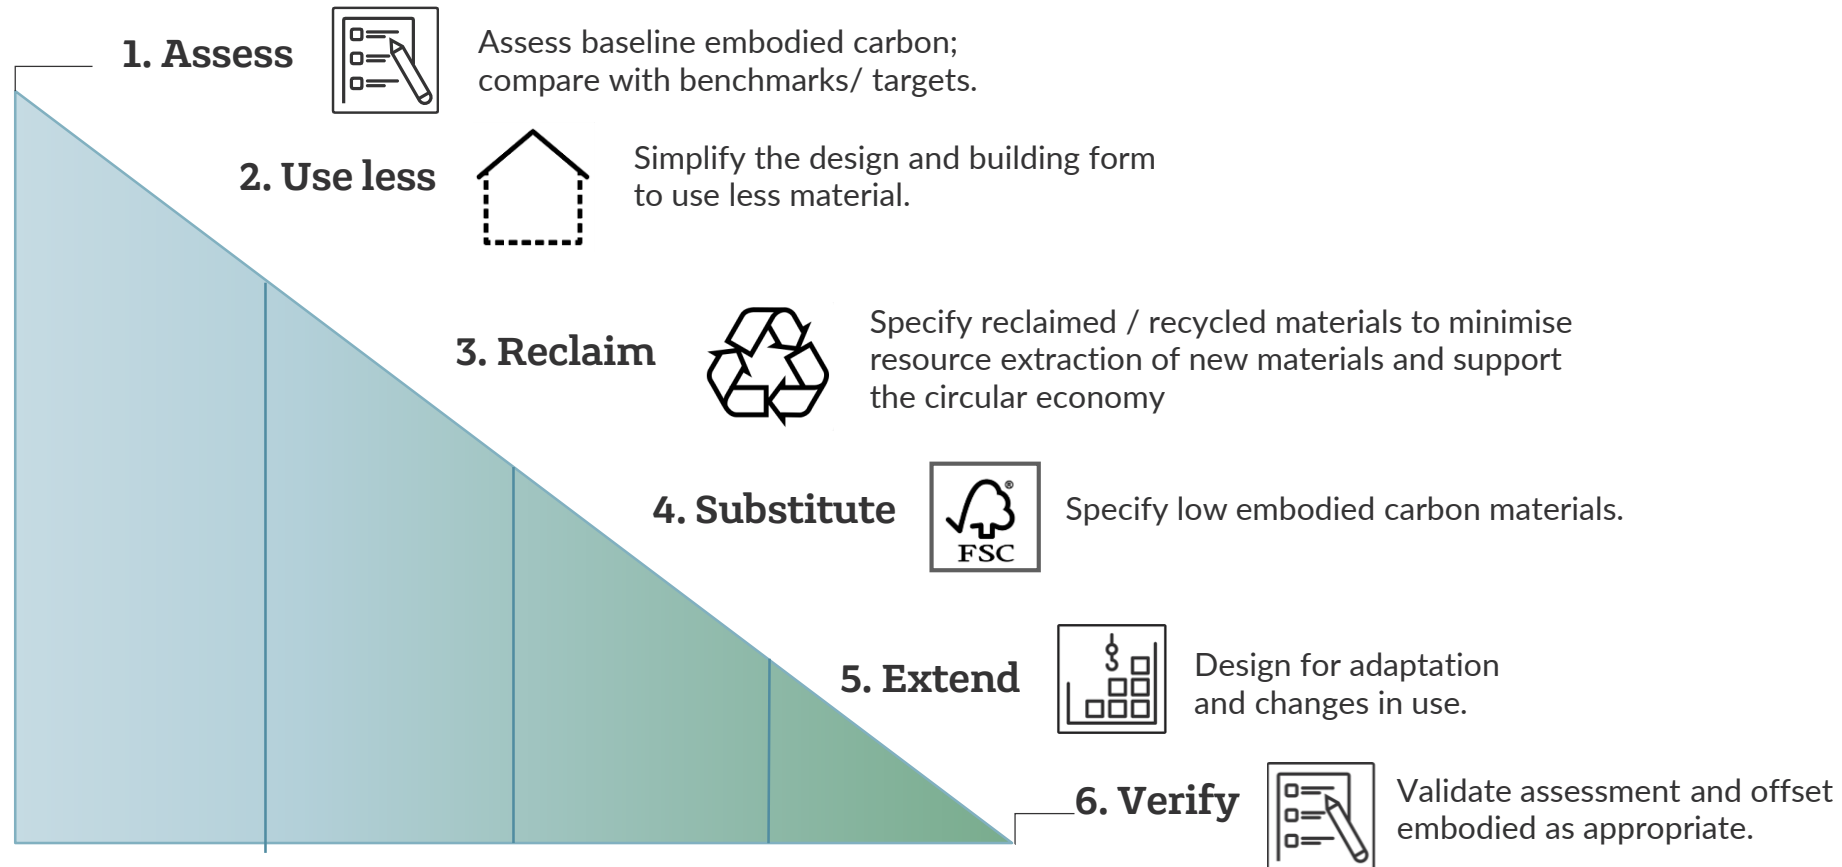 1. Assess
Assess baseline embodied carbon;
compare with benchmarks/ targets.
2. Use less
Simplify the design and building form
to use less material.
3. Reclaim
Specify reclaimed / recycled materials to minimise
resource extraction of new materials and support
the circular economy
4. Substitute
®
FSC
Specify low embodied carbon materials.
5. Extend
Design for adaptation
and changes in use.
6. Verify
Validate assessment and offset
embodied as appropriate.